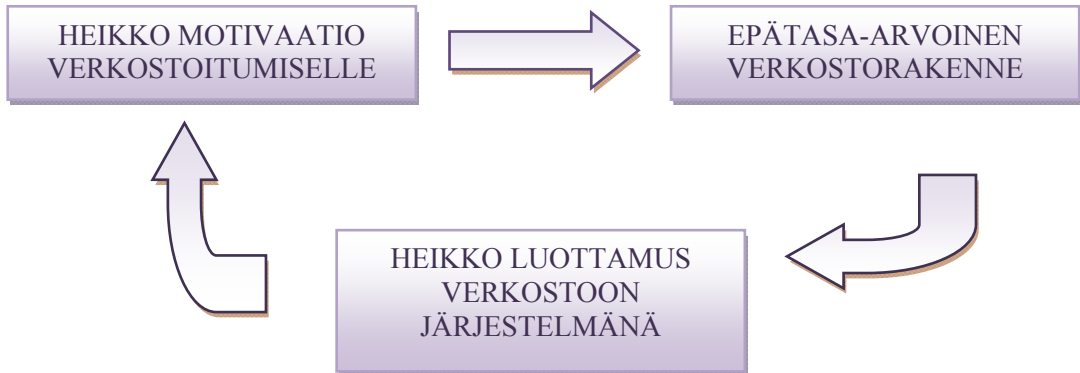 HEIKKO MOTIVAATIO
VERKOSTOITUMISELLE
EPÄTASA-ARVOINEN
VERKOSTORAKENNE
HEIKKO LUOTTAMUS
VERKOSTOON
JÄRJESTELMÄNÄ